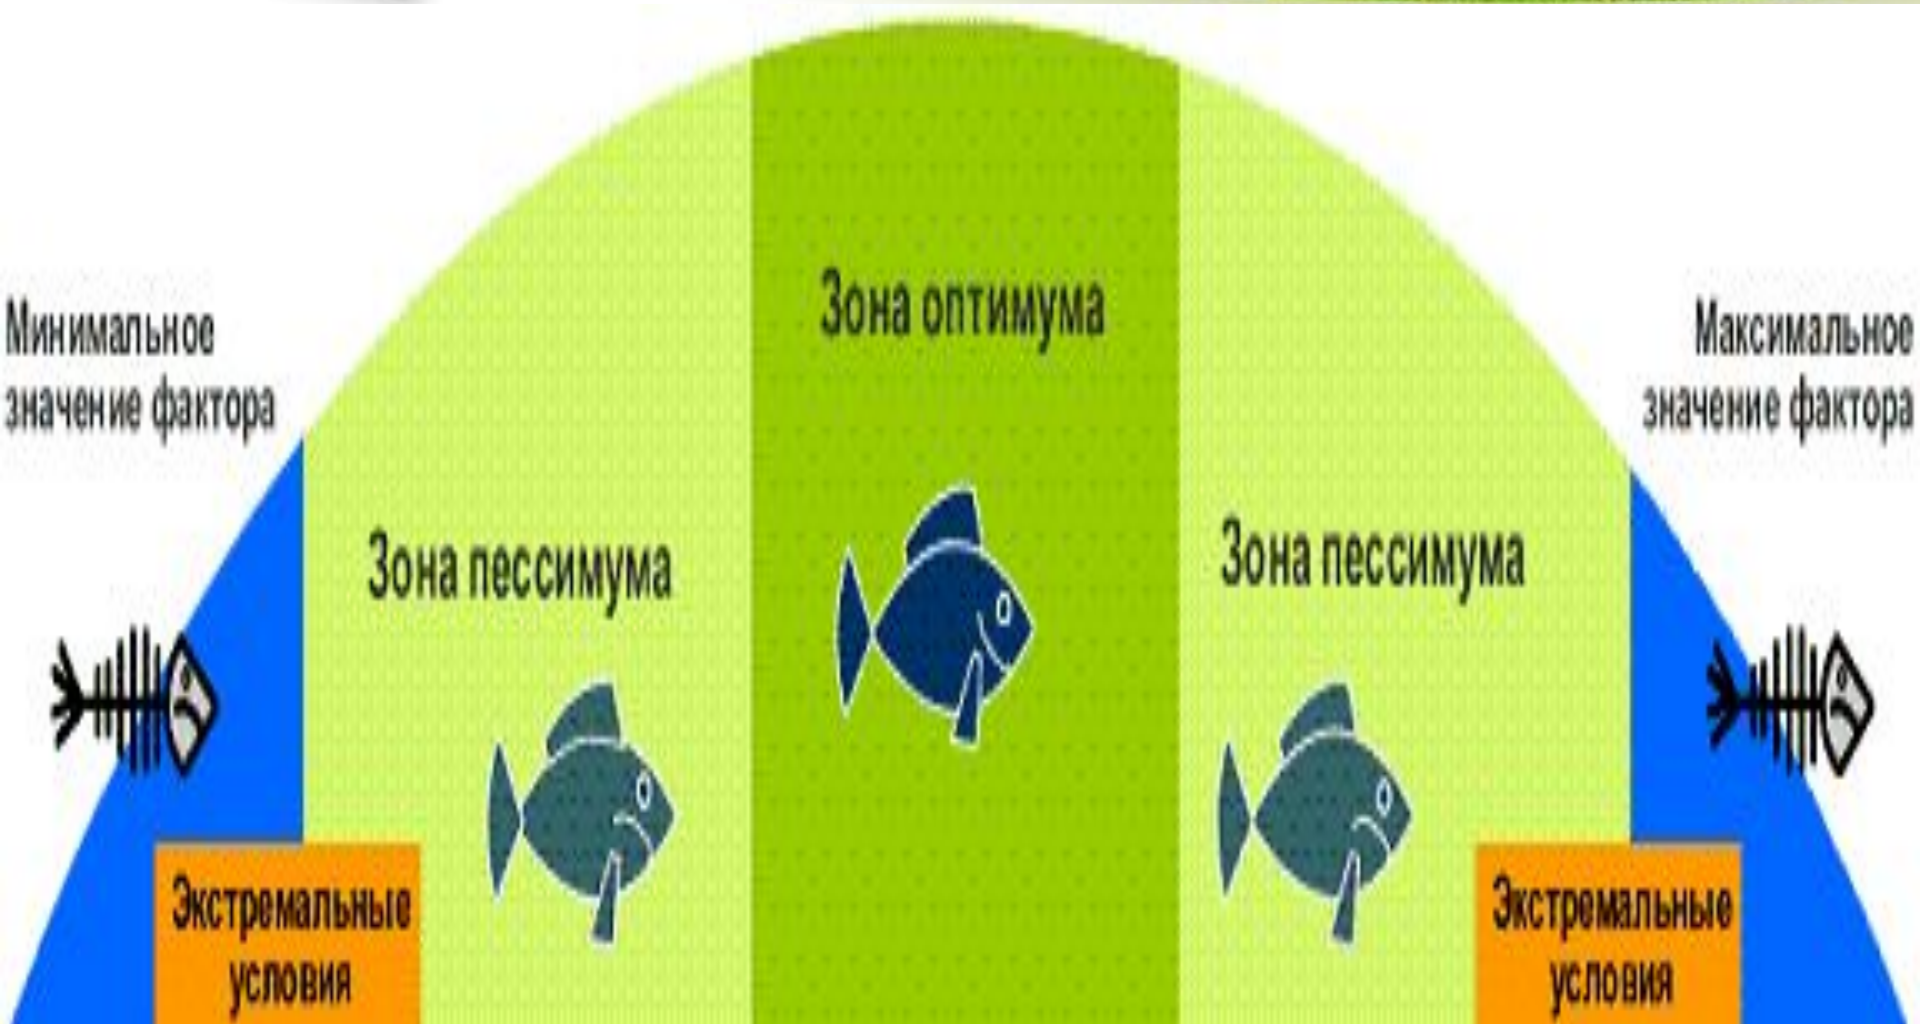 Зона оптимума
Минимальное
значение фактора
Максимальное
значение фактора
Зона пессимума
Зона пессимума
Экстремальные
условия
Экстремальные
условия